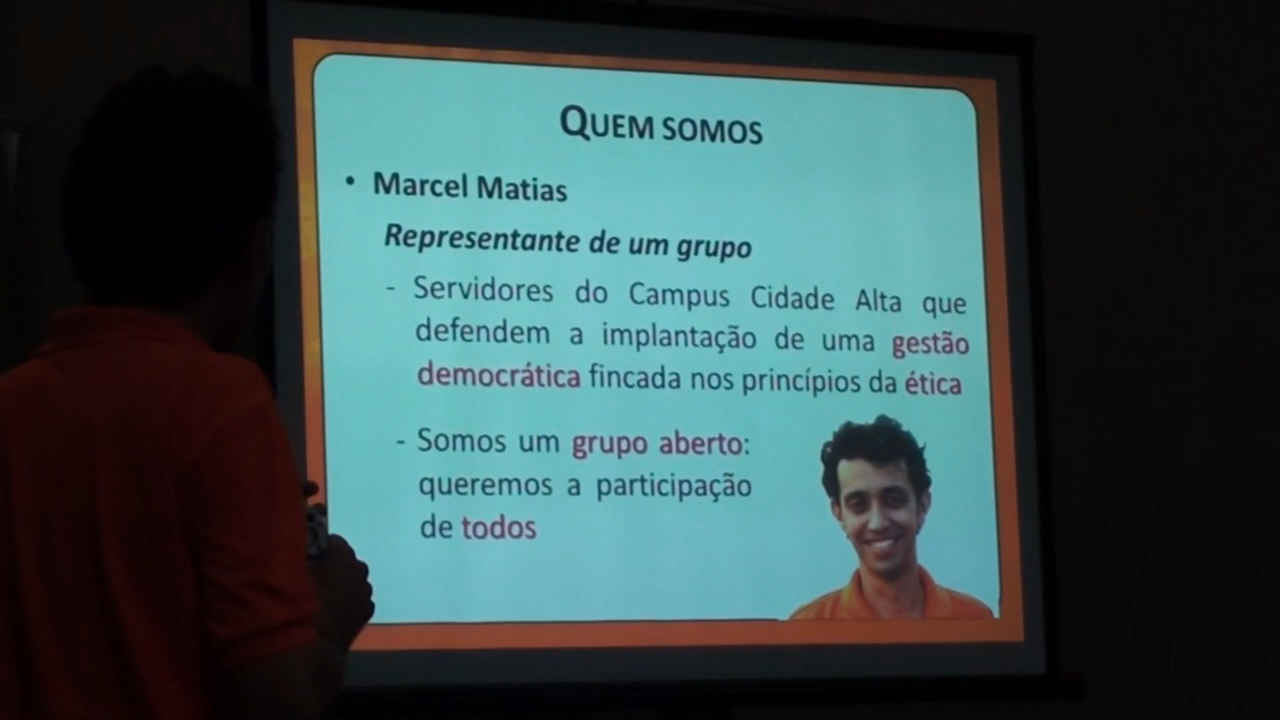 QUEM SOMOS
• Marcel Matias
Representante de um grupo
- Servidores do Campus Cidade Alta que
defendem a implantação de uma gestão
democrática fincada nos princípios da ética
- Somos um grupo aberto:
queremos a participação
de todos